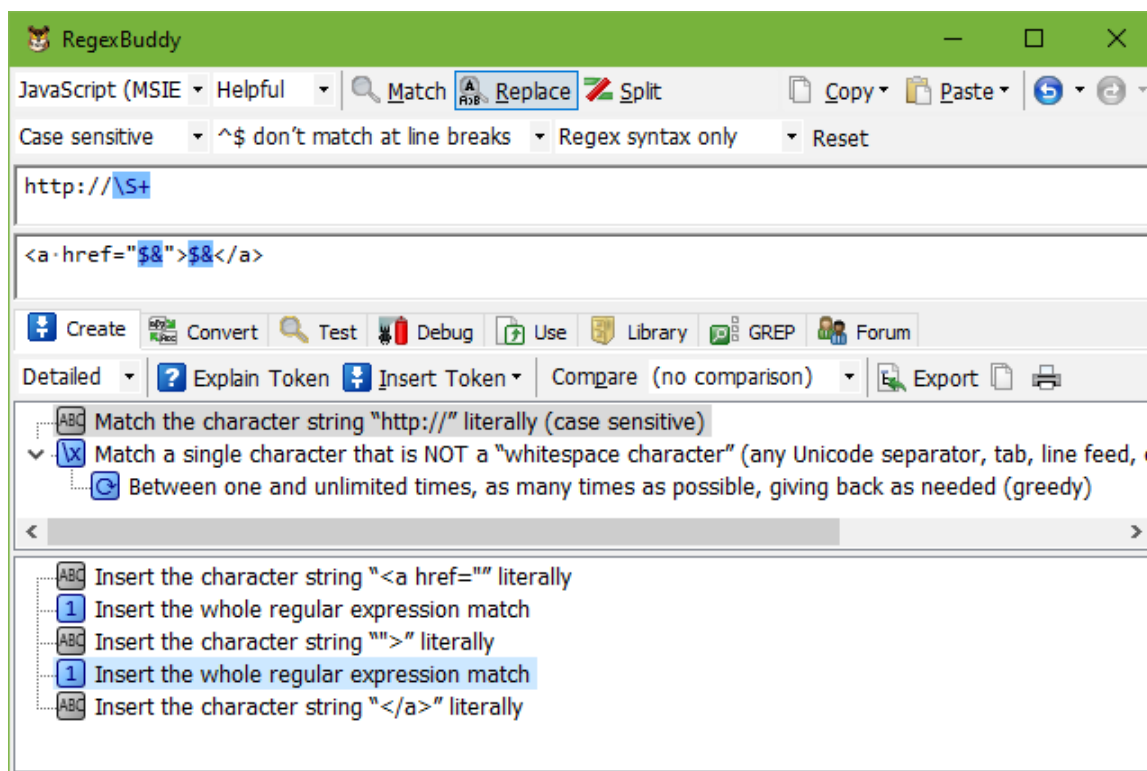 RegexBuddy
JavaScript (MSIE Helpful Match Replace Split Copy Paste
Case sensitive ^$ don't match at line breaks Regex syntax only Reset
http://\S+
<a·href="$&">$&</a>
Create Convert Test Debug Use Library GREP Forum
Detailed Explain Token Insert Token Compare (no comparison) Export
Match the character string “http://” literally (case sensitive)
Match a single character that is NOT a “whitespace character” (any Unicode separator, tab, line feed,
Between one and unlimited times, as many times as possible, giving back as needed (greedy)
Insert the character string “<a href="” literally
1 Insert the whole regular expression match
Insert the character string “">” literally
1 Insert the whole regular expression match
Insert the character string “</a>” literally